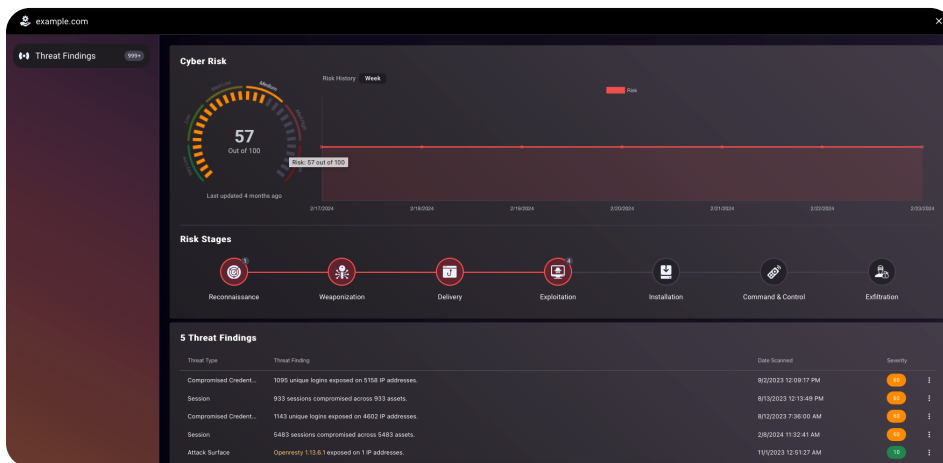 example.com
Threat Findings 999+
Cyber Risk
Risk History Week
Risk
Low
Medium
57
Out of 100
Risk: 57 out of 100
Last updated 4 months ago
2/17/2024 2/18/2024 2/19/2024 2/20/2024 2/21/2024 2/22/2024 2/23/2024
Risk Stages
1 4
Reconnaissance Weaponization Delivery Exploitation Installation Command & Control Exfiltration
5 Threat Findings
Threat Type Threat Finding Date Scanned Severity
Compromised Credent... 1095 unique logins exposed on 5158 IP addresses. 9/2/2023 12:09:17 PM 60
Session 933 sessions compromised across 933 assets. 8/13/2023 12:13:49 PM 60
Compromised Credent... 1143 unique logins exposed on 4602 IP addresses. 8/12/2023 7:36:00 AM 60
Session 5483 sessions compromised across 5483 assets. 2/8/2024 11:32:41 AM 60
Attack Surface Openresty 1.13.6.1 exposed on 1 IP addresses. 11/1/2023 12:51:27 AM 10